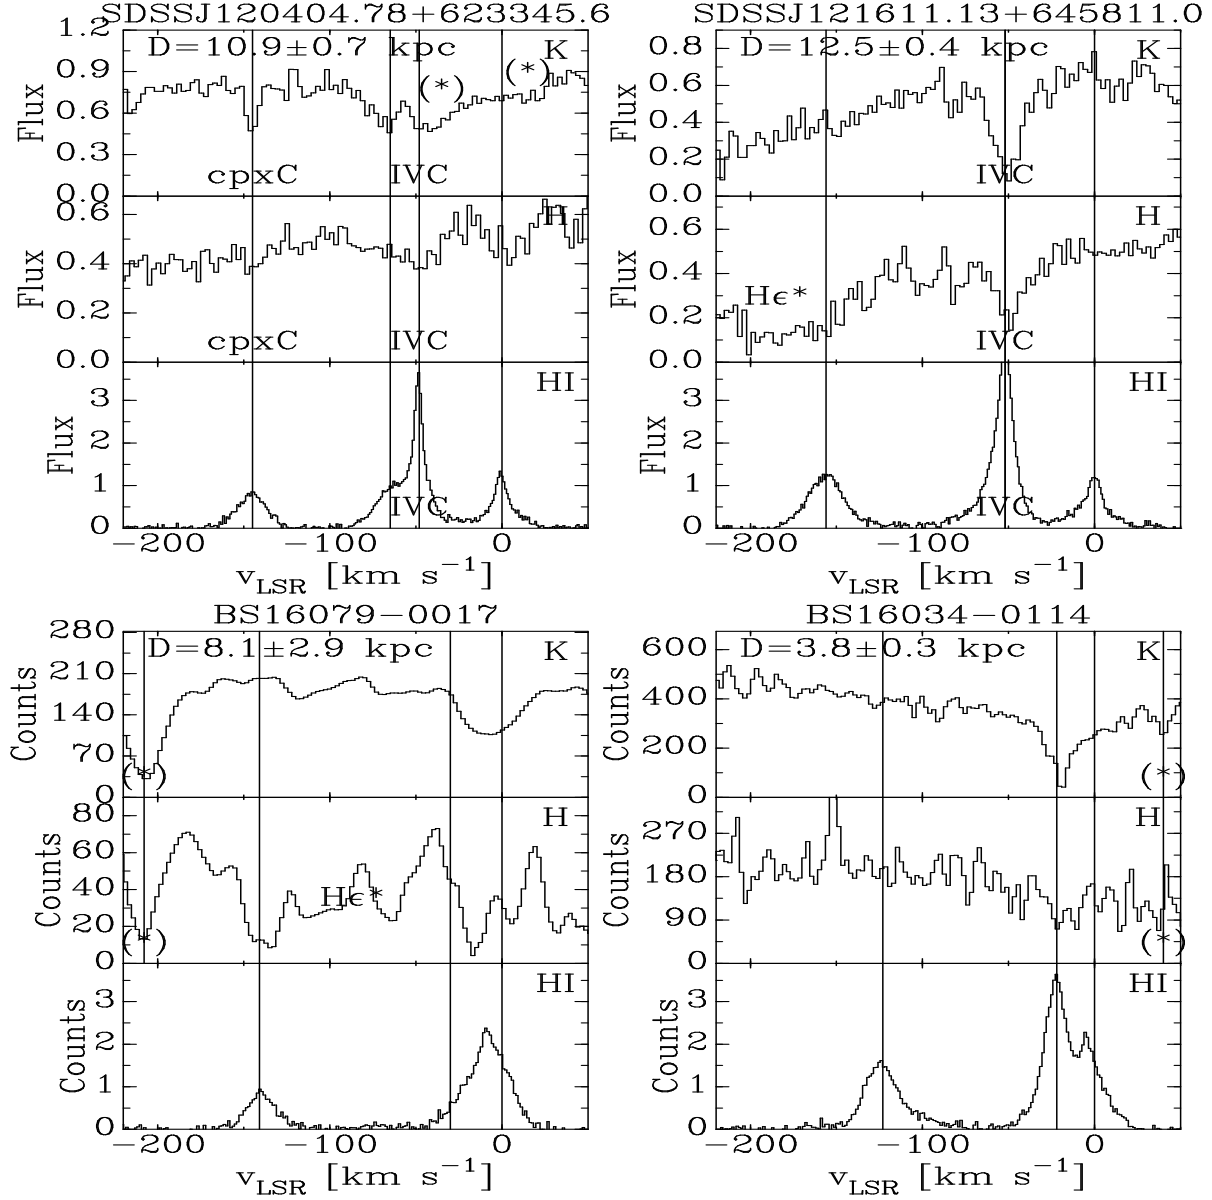 SDSSJ120404.78+623345.6
D=10.9±0.7 kpc
K
(*)
(*)
Flux
1.2
0.9
0.6
0.3
0.0
cpxC
IVC
H
Flux
0.6
0.4
0.2
0.0
cpxC
IVC
HI
Flux
3
2
1
0
IVC
−200 −100 0
vLSR [km s−1]
SDSSJ121611.13+645811.0
D=12.5±0.4 kpc
K
Flux
0.8
0.6
0.4
0.2
0.0
IVC
H
Flux
0.6
0.4
0.2
0.0
Hϵ*
IVC
HI
Flux
3
2
1
0
IVC
−200 −100 0
vLSR [km s−1]
BS16079−0017
D=8.1±2.9 kpc
K
Counts
280
210
140
70
0
(*)
H
Counts
80
60
40
20
0
Hϵ*
(*)
HI
Counts
3
2
1
0
−200 −100 0
vLSR [km s−1]
BS16034−0114
D=3.8±0.3 kpc
K
Counts
600
400
200
0
(*)
H
Counts
270
180
90
0
(*)
HI
Counts
3
2
1
0
−200 −100 0
vLSR [km s−1]